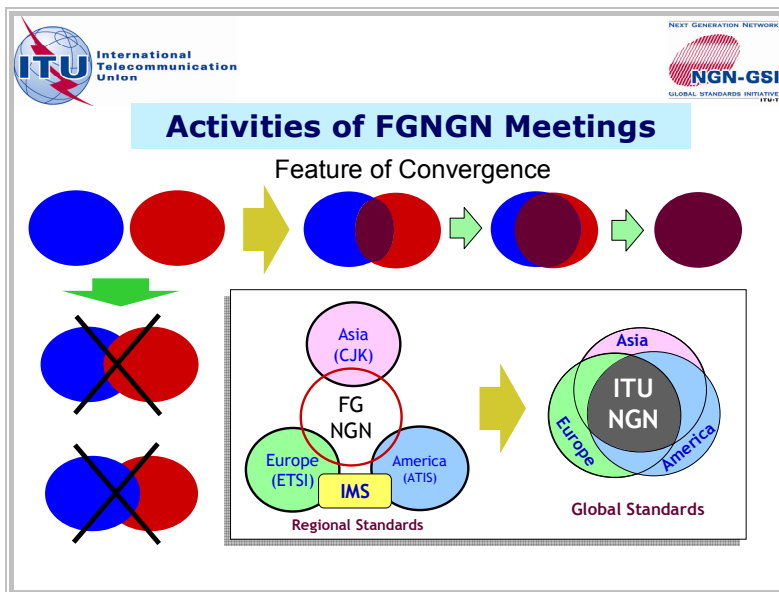 International
Telecommunication
Union
ITU
NEXT GENERATION NETWORK
NGN-GSI
GLOBAL STANDARDS INITIATIVE
ITU-T
Activities of FGNGN Meetings
Feature of Convergence
Asia
(CJK)
FG
NGN
Europe
(ETSI)
America
(ATIS)
IMS
Regional Standards
Asia
ITU
NGN
Europe
America
Global Standards